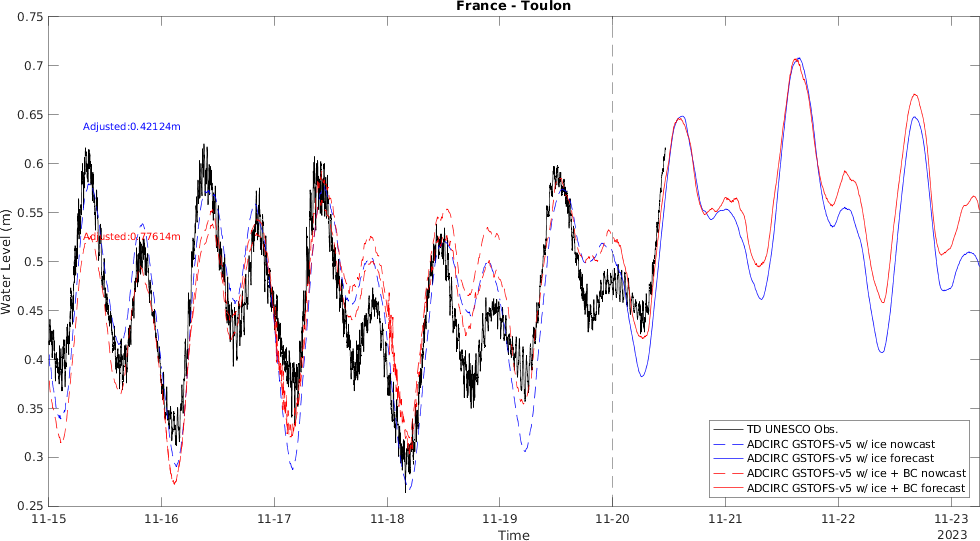 France - Toulon
0.75
0.7
0.65
0.6
0.55
0.5
0.45
0.4
0.35
0.3
0.25
Water Level (m)
Adjusted:0.42124m
Adjusted:0.77614m
TD UNESCO Obs.
ADCIRC GSTOFS-v5 w/ ice nowcast
ADCIRC GSTOFS-v5 w/ ice forecast
ADCIRC GSTOFS-v5 w/ ice + BC nowcast
ADCIRC GSTOFS-v5 w/ ice + BC forecast
11-15 11-16 11-17 11-18 11-19 11-20 11-21 11-22 11-23
Time 2023